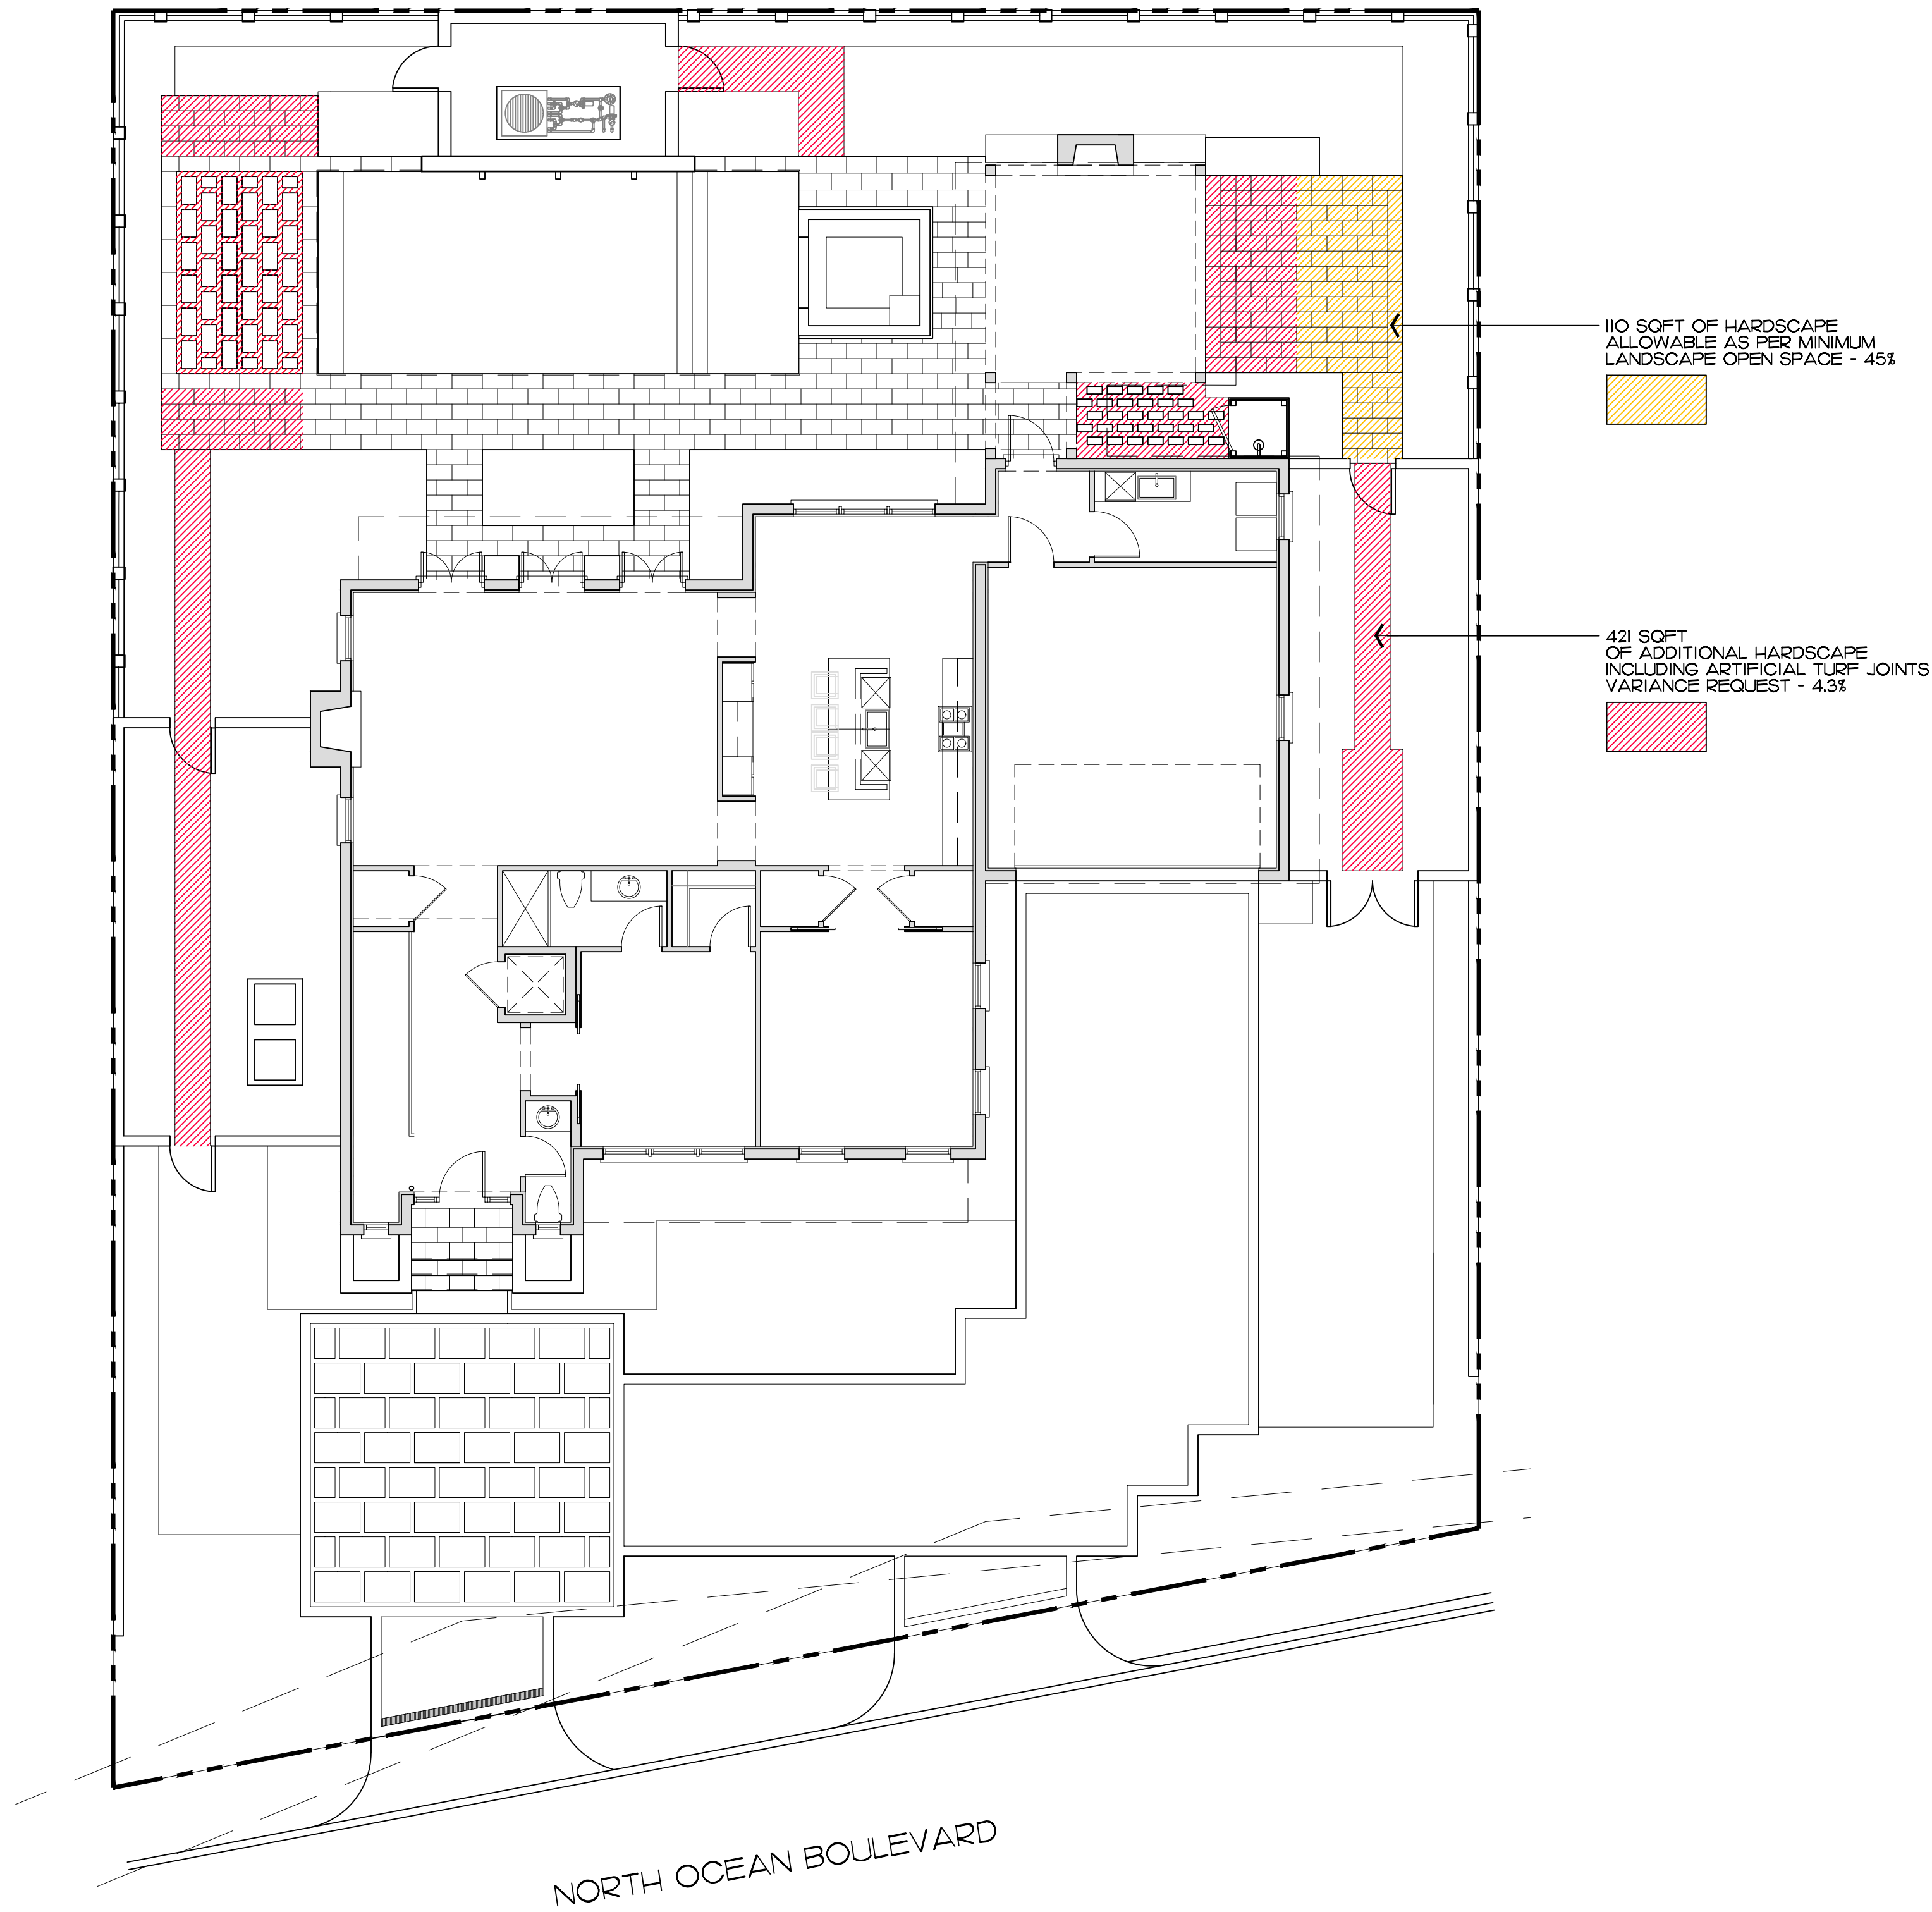 110 SQFT OF HARDSCAPE
ALLOWABLE AS PER MINIMUM
LANDSCAPE OPEN SPACE - 45%
421 SQFT
OF ADDITIONAL HARDSCAPE
INCLUDING ARTIFICIAL TURF JOINTS
VARIANCE REQUEST - 4.3%
NORTH OCEAN BOULEVARD